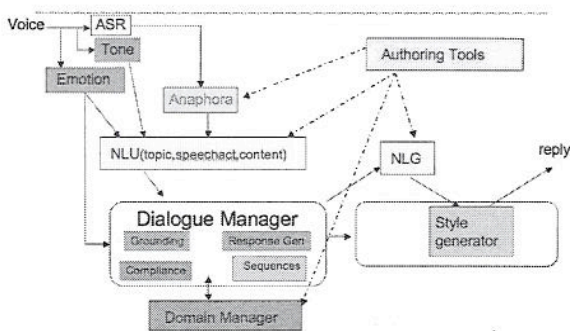 Voice
ASR
Tone
Emotion
Authoring Tools
Anaphora
NLU(topic,speechact,content)
NLG
reply
Dialogue Manager
Grounding
Response Gen
Compliance
Sequences
Style
generator
Domain Manager